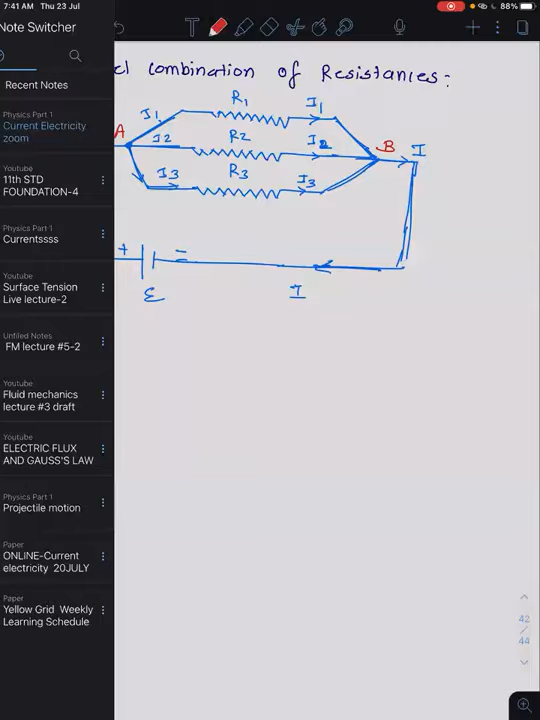 7:41 AM Thu 23 Jul
88%
Note Switcher
Recent Notes
Physics Part 1
Current Electricity
zoom
Youtube
11th STD
FOUNDATION-4
Youtube
Currentssss
Youtube
Surface Tension
Live lecture-2
Unfiled Notes
FM lecture #5-2
Youtube
Fluid mechanics
lecture #3 draft
Youtube
ELECTRIC FLUX
AND GAUSS'S LAW
Physics Part 1
Projectile motion
Paper
ONLINE-Current
electricity 20JULY
Paper
Yellow Grid Weekly
Learning Schedule
el combination of Resistances:
I1 R1 I1
A I2 R2 I2 B I
I3 R3 I3
+ -
ε I
42
/
44